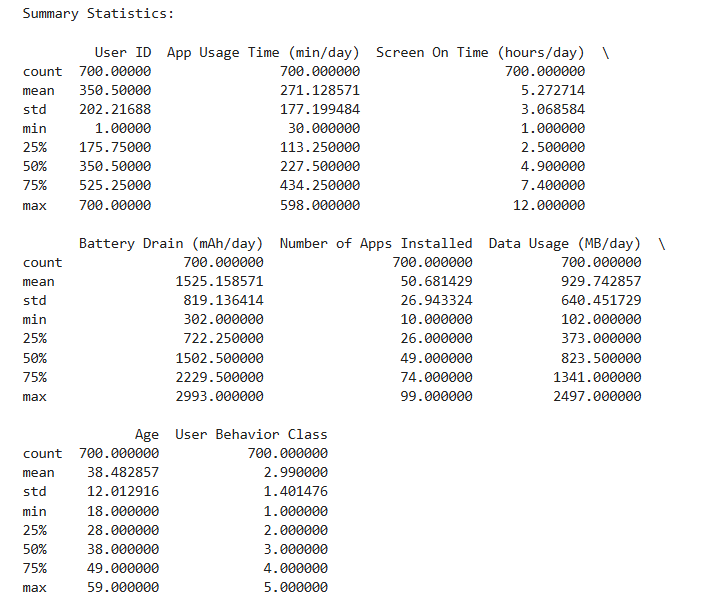 Summary Statistics:
User ID  App Usage Time (min/day)  Screen On Time (hours/day)  \
count  700.00000                 700.000000                  700.000000
mean   350.50000                 271.128571                    5.272714
std    202.21688                 177.199484                    3.068584
min      1.00000                  30.000000                    1.000000
25%    175.75000                 113.250000                    2.500000
50%    350.50000                 227.500000                    4.900000
75%    525.25000                 434.250000                    7.400000
max    700.00000                 598.000000                   12.000000
Battery Drain (mAh/day)  Number of Apps Installed  Data Usage (MB/day)  \
count               700.000000                700.000000           700.000000
mean               1525.158571                 50.681429           929.742857
std                 819.136414                 26.943324           640.451729
min                 302.000000                 10.000000           102.000000
25%                 722.250000                 26.000000           373.000000
50%                1502.500000                 49.000000           823.500000
75%                2229.500000                 74.000000          1341.000000
max                2993.000000                 99.000000          2497.000000
Age  User Behavior Class
count  700.000000           700.000000
mean    38.482857             2.990000
std     12.012916             1.401476
min     18.000000             1.000000
25%     28.000000             2.000000
50%     38.000000             3.000000
75%     49.000000             4.000000
max     59.000000             5.000000